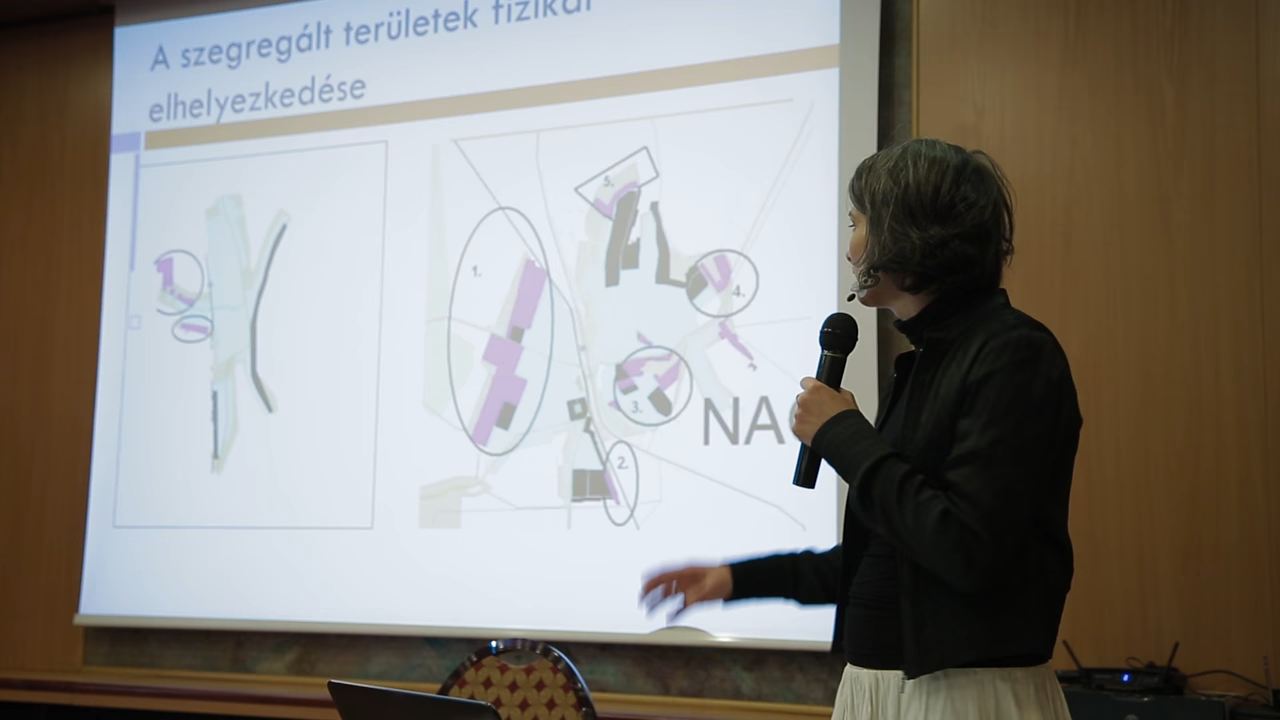 A szegregált területek fizikai
elhelyezkedése
5.
1.
4.
3.
NA
2.